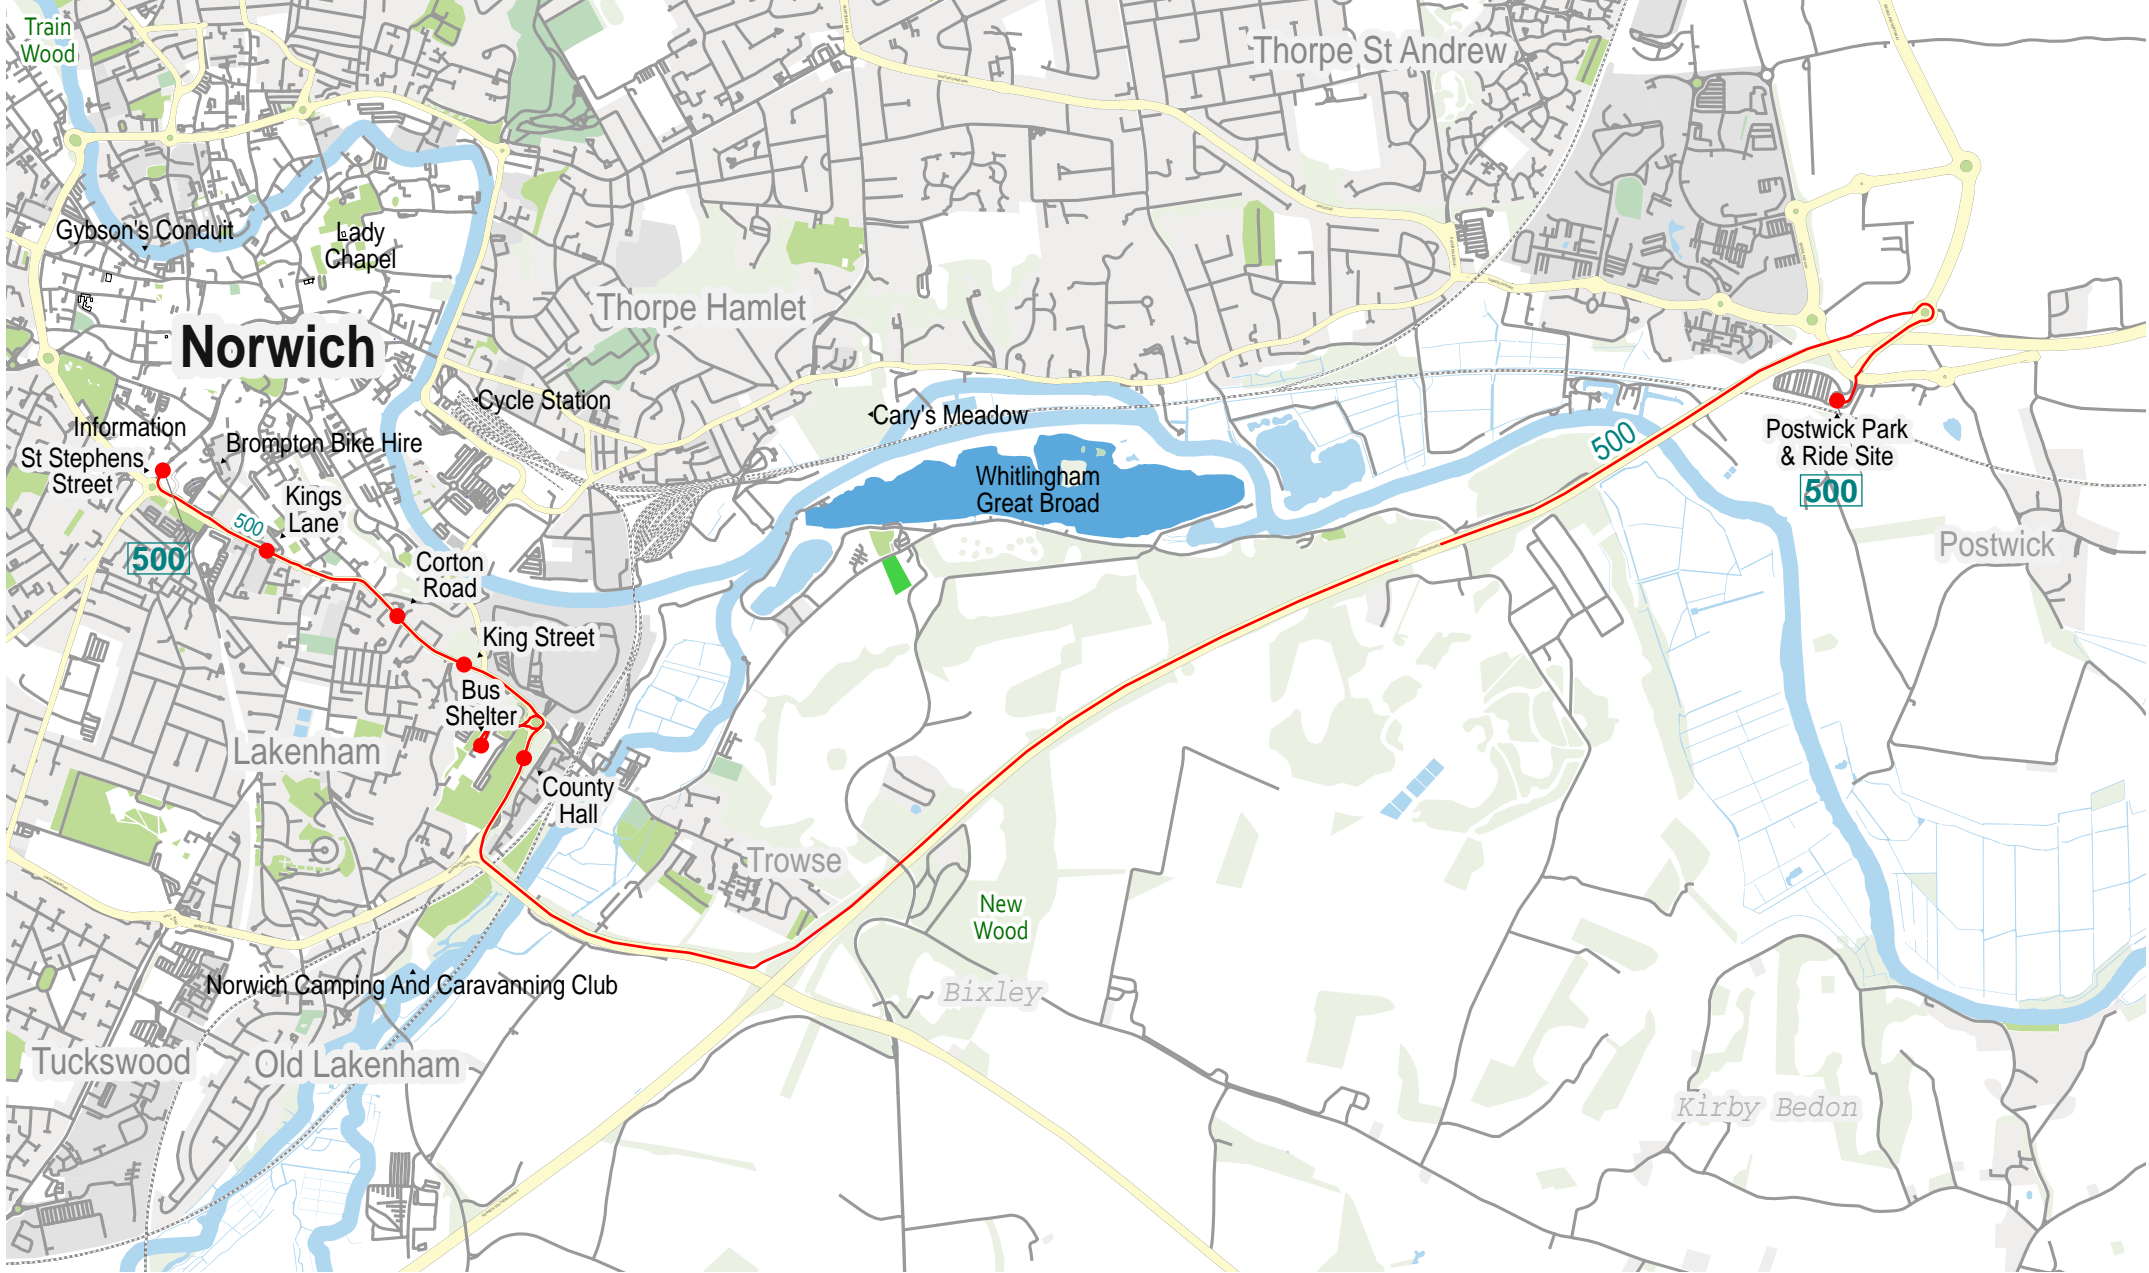 Train
Wood
Thorpe St Andrew
Gybson's Conduit
Lady
Chapel
Thorpe Hamlet
Norwich
Cycle Station
Cary's Meadow
Information
St Stephens
Street
Brompton Bike Hire
Kings
Lane
500
500
Whitlingham
Great Broad
500
Postwick Park
& Ride Site
500
Postwick
Corton
Road
King Street
Bus
Shelter
Lakenham
County
Hall
Trowse
New
Wood
Bixley
Norwich Camping And Caravanning Club
Tuckswood
Old Lakenham
Kirby Bedon